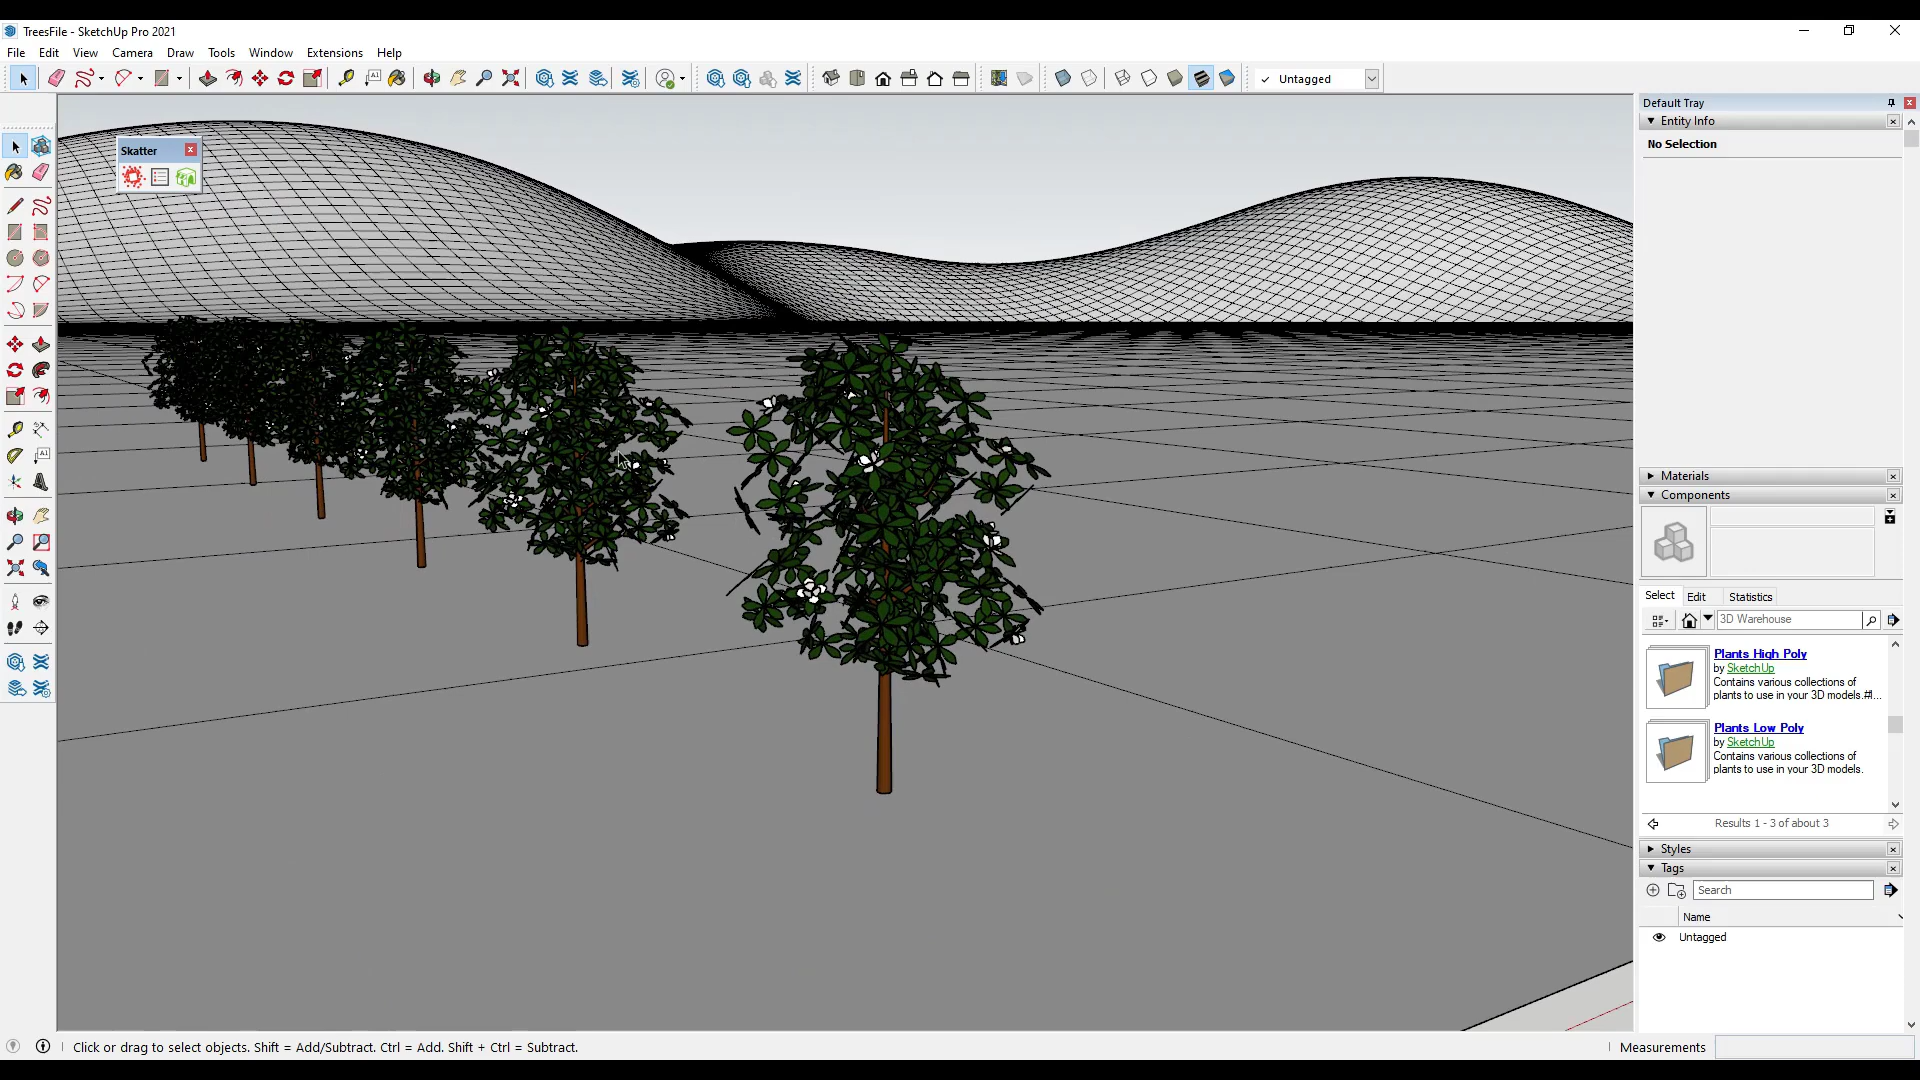 TreesFile - SketchUp Pro 2021
File Edit View Camera Draw Tools Window Extensions Help
Untagged
Skatter
Default Tray
Entity Info
No Selection
Materials
Components
Select Edit Statistics
3D Warehouse
Plants High Poly
by SketchUp
Contains various collections of
plants to use in your 3D models.#l...
Plants Low Poly
by SketchUp
Contains various collections of
plants to use in your 3D models.
Results 1 - 3 of about 3
Styles
Tags
Search
Name
Untagged
Click or drag to select objects. Shift = Add/Subtract. Ctrl = Add. Shift + Ctrl = Subtract.
Measurements